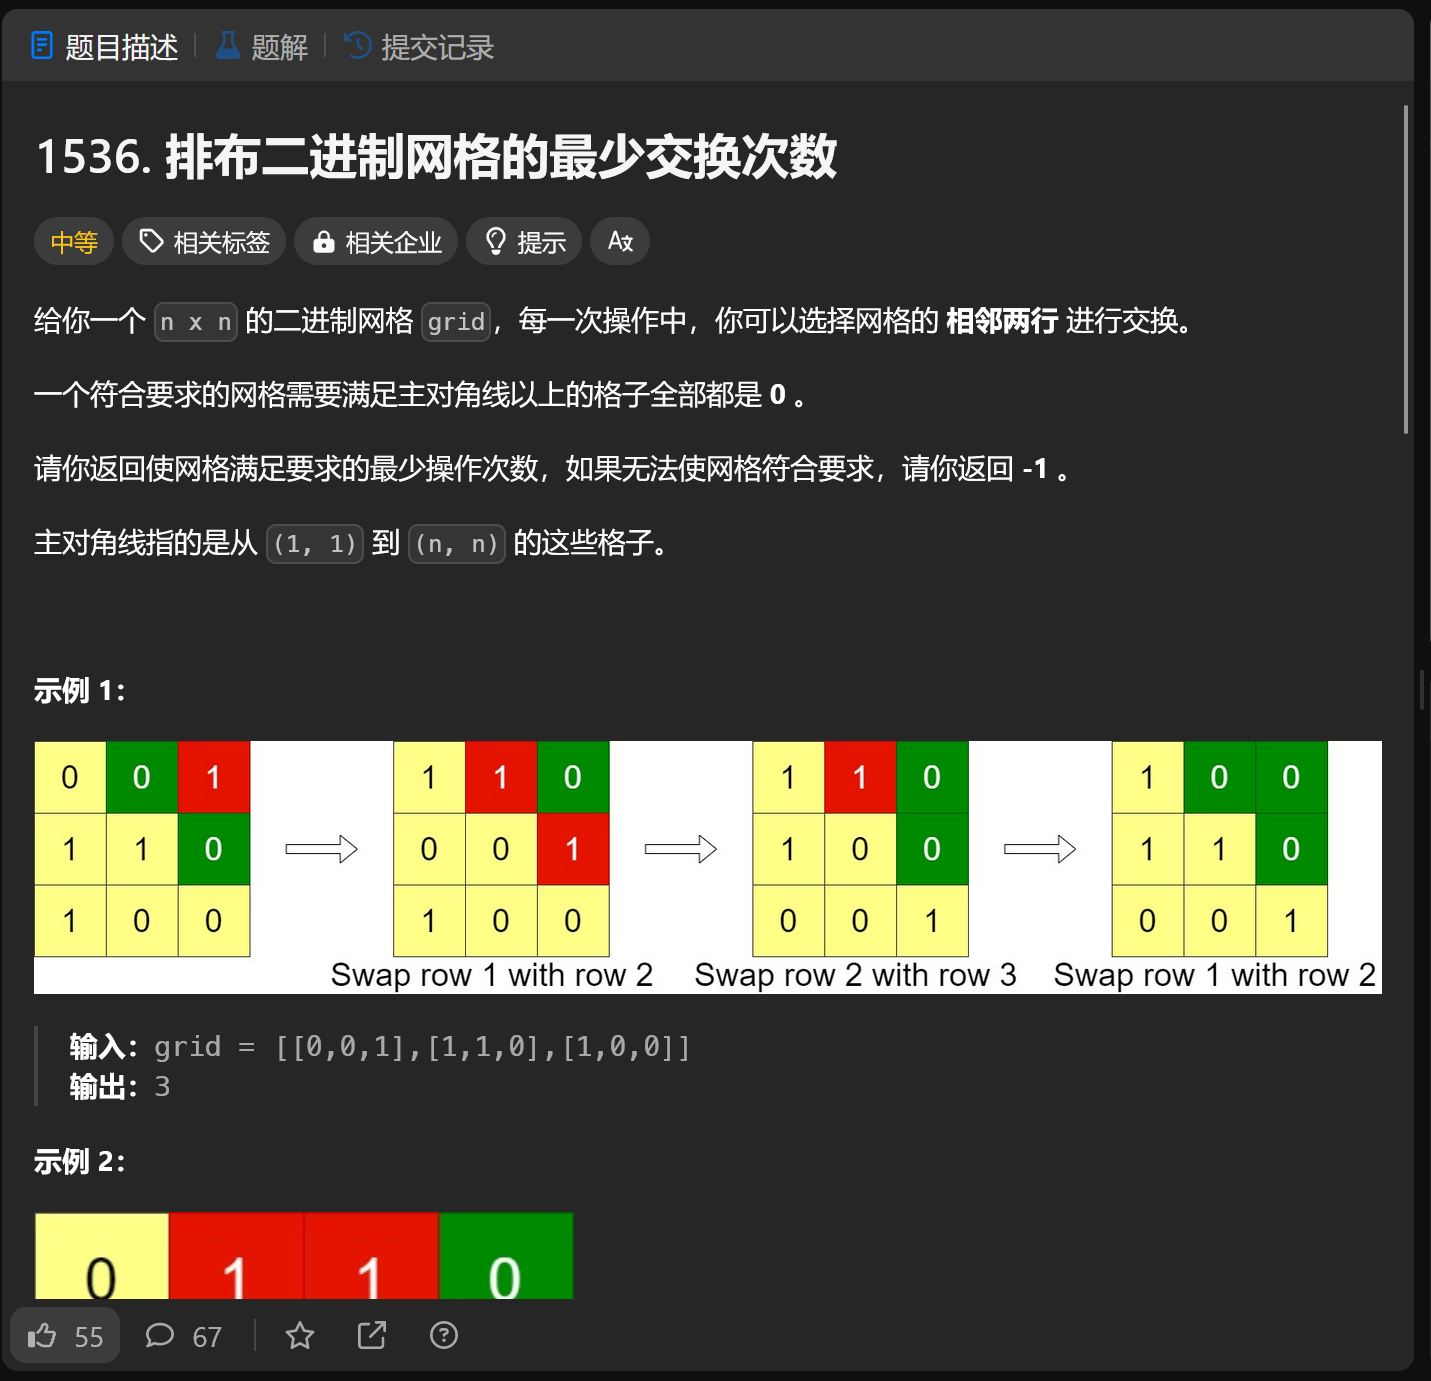 题目描述 题解 提交记录
1536. 排布二进制网格的最少交换次数
中等 相关标签 相关企业 提示
给你一个 n x n 的二进制网格 grid，每一次操作中，你可以选择网格的 相邻两行 进行交换。
一个符合要求的网格需要满足主对角线以上的格子全部都是 0 。
请你返回使网格满足要求的最少操作次数，如果无法使网格符合要求，请你返回 -1 。
主对角线指的是从 (1, 1) 到 (n, n) 的这些格子。
示例 1：
0 0 1 1 1 0 1 1 0 1 0 0
1 1 0 0 0 1 1 0 0 1 1 0
1 0 0 1 0 0 0 0 1 0 0 1
Swap row 1 with row 2 Swap row 2 with row 3 Swap row 1 with row 2
输入：grid = [[0,0,1],[1,1,0],[1,0,0]]
输出：3
示例 2：
0 1 1 0
55 67